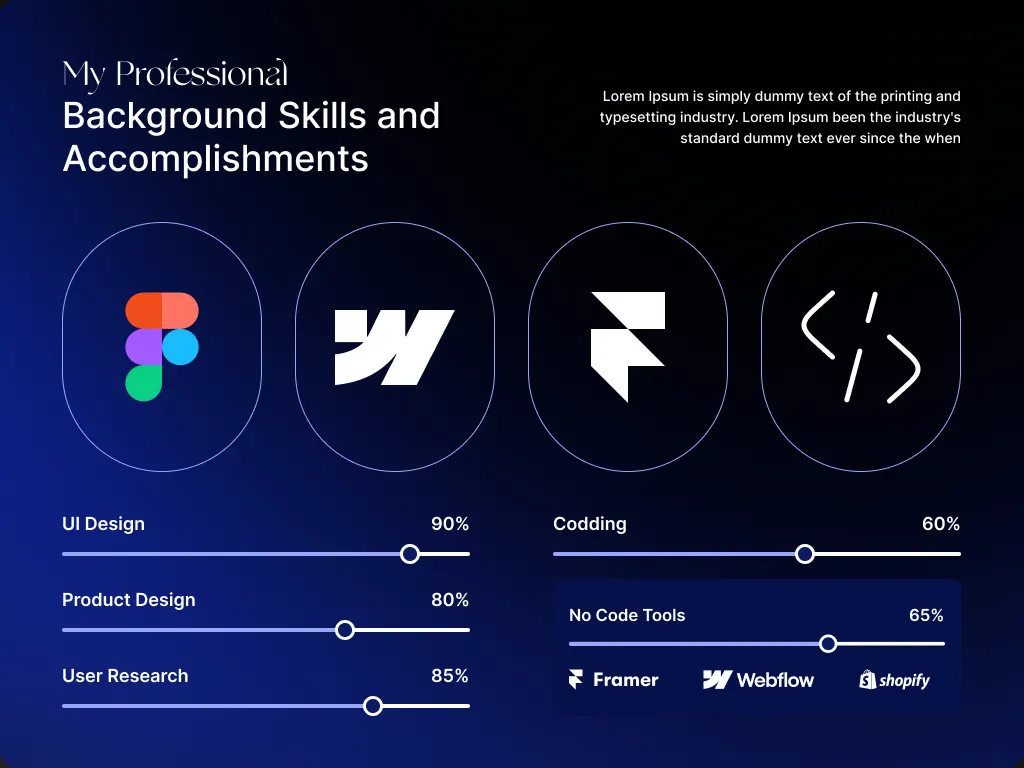 My Professional
Background Skills and
Accomplishments
Lorem Ipsum is simply dummy text of the printing and
typesetting industry. Lorem Ipsum been the industry's
standard dummy text ever since the when
UI Design 90%
Product Design 80%
User Research 85%
Codding 60%
No Code Tools 65%
Framer Webflow shopify